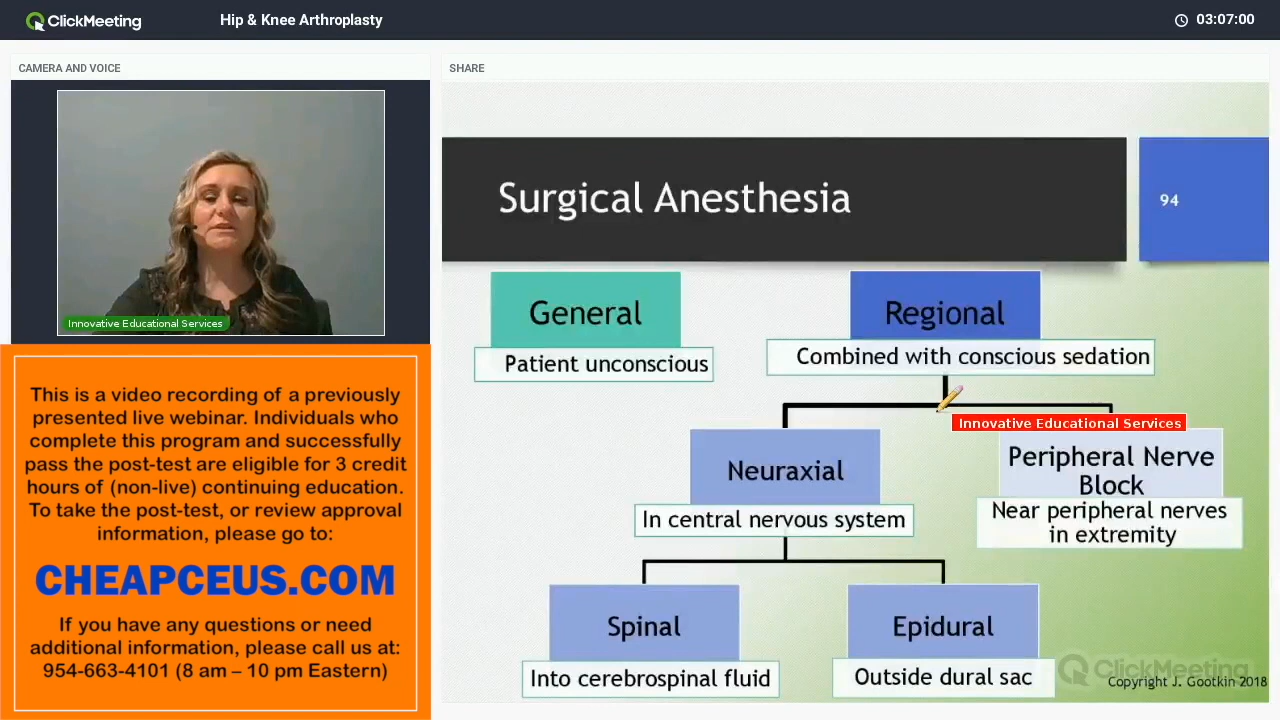 ClickMeeting
Hip & Knee Arthroplasty
03:07:00
CAMERA AND VOICE
SHARE
Innovative Educational Services
This is a video recording of a previously
presented live webinar. Individuals who
complete this program and successfully
pass the post-test are eligible for 3 credit
hours of (non-live) continuing education.
To take the post-test, or review approval
information, please go to:
CHEAPCEUS.COM
If you have any questions or need
additional information, please call us at:
954-663-4101 (8 am – 10 pm Eastern)
Surgical Anesthesia
94
General
Patient unconscious
Regional
Combined with conscious sedation
Innovative Educational Services
Neuraxial
In central nervous system
Peripheral Nerve
Block
Near peripheral nerves
in extremity
Spinal
Into cerebrospinal fluid
Epidural
Outside dural sac
ClickMeeting
Copyright J. Gootkin 2018